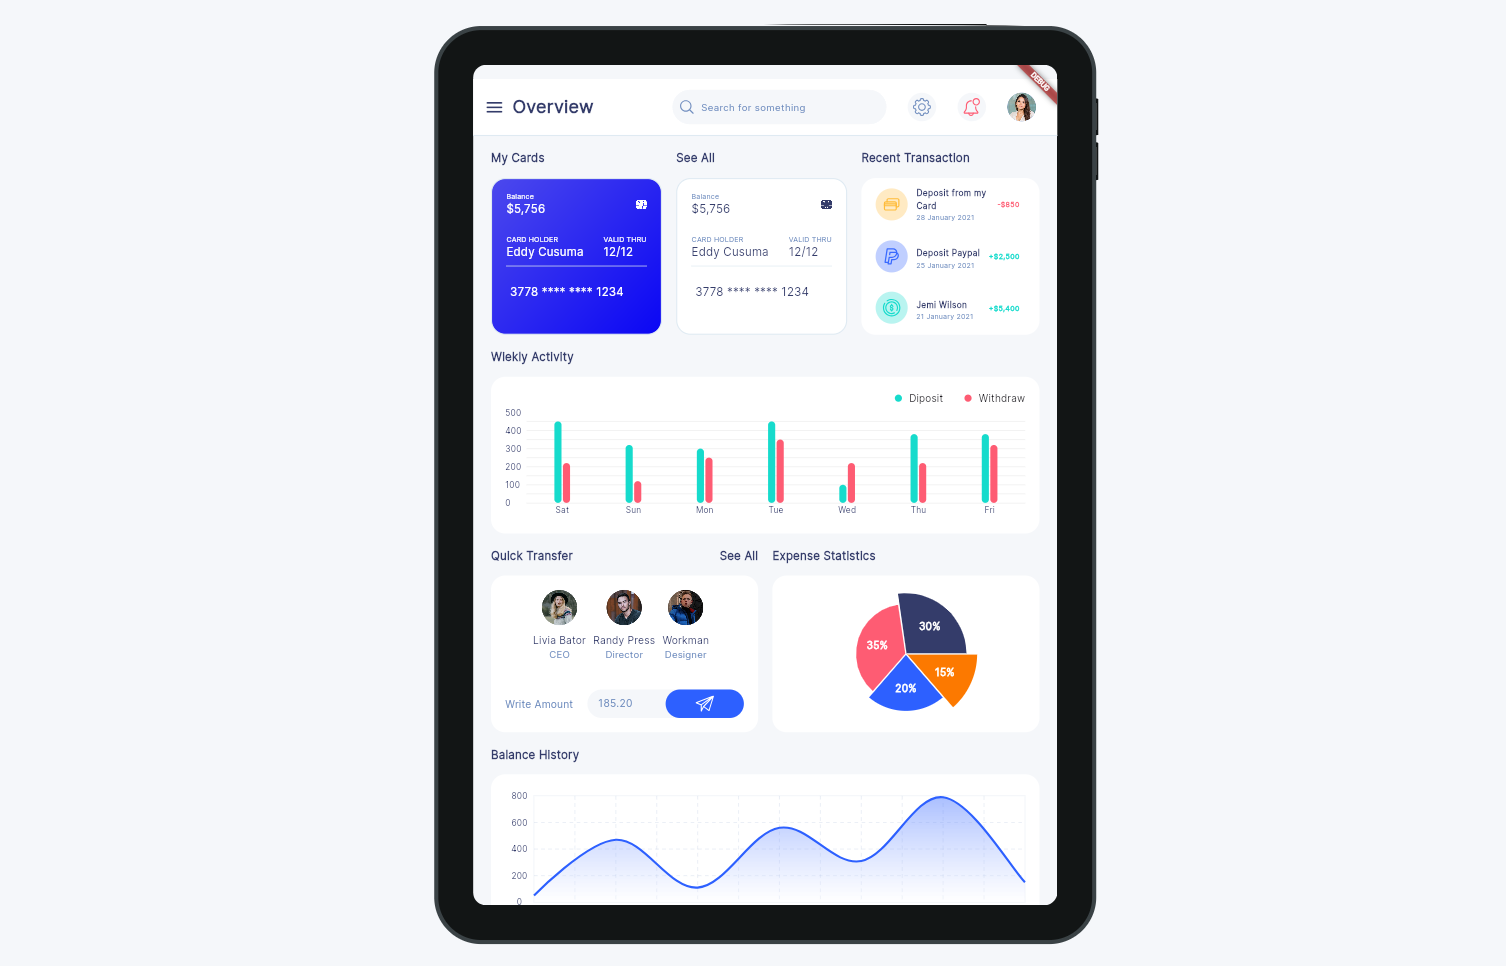 DEBUG
Overview
Search for something
My Cards
See All
Recent Transaction
Balance
$5,756
CARD HOLDER
VALID THRU
Eddy Cusuma
12/12
3778 **** **** 1234
Balance
$5,756
CARD HOLDER
VALID THRU
Eddy Cusuma
12/12
3778 **** **** 1234
Deposit from my
Card
28 January 2021
-$850
Deposit Paypal
25 January 2021
+$2,500
Jemi Wilson
21 January 2021
+$5,400
Wlekly Activity
Diposit
Withdraw
500
400
300
200
100
0
Sat
Sun
Mon
Tue
Wed
Thu
Fri
Quick Transfer
See All
Livia Bator
CEO
Randy Press
Director
Workman
Designer
Write Amount
185.20
Expense Statistics
30%
35%
15%
20%
Balance History
800
600
400
200
0